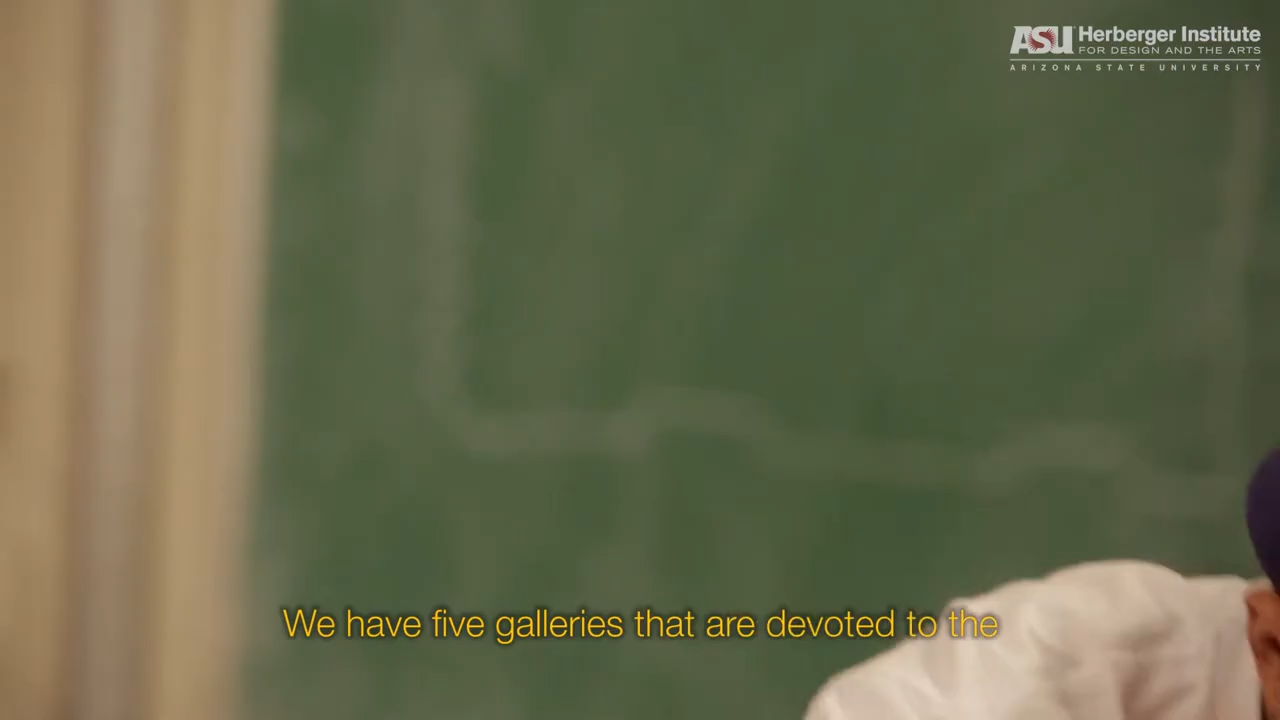 ASU Herberger Institute
FOR DESIGN AND THE ARTS
ARIZONA STATE UNIVERSITY
We have five galleries that are devoted to the